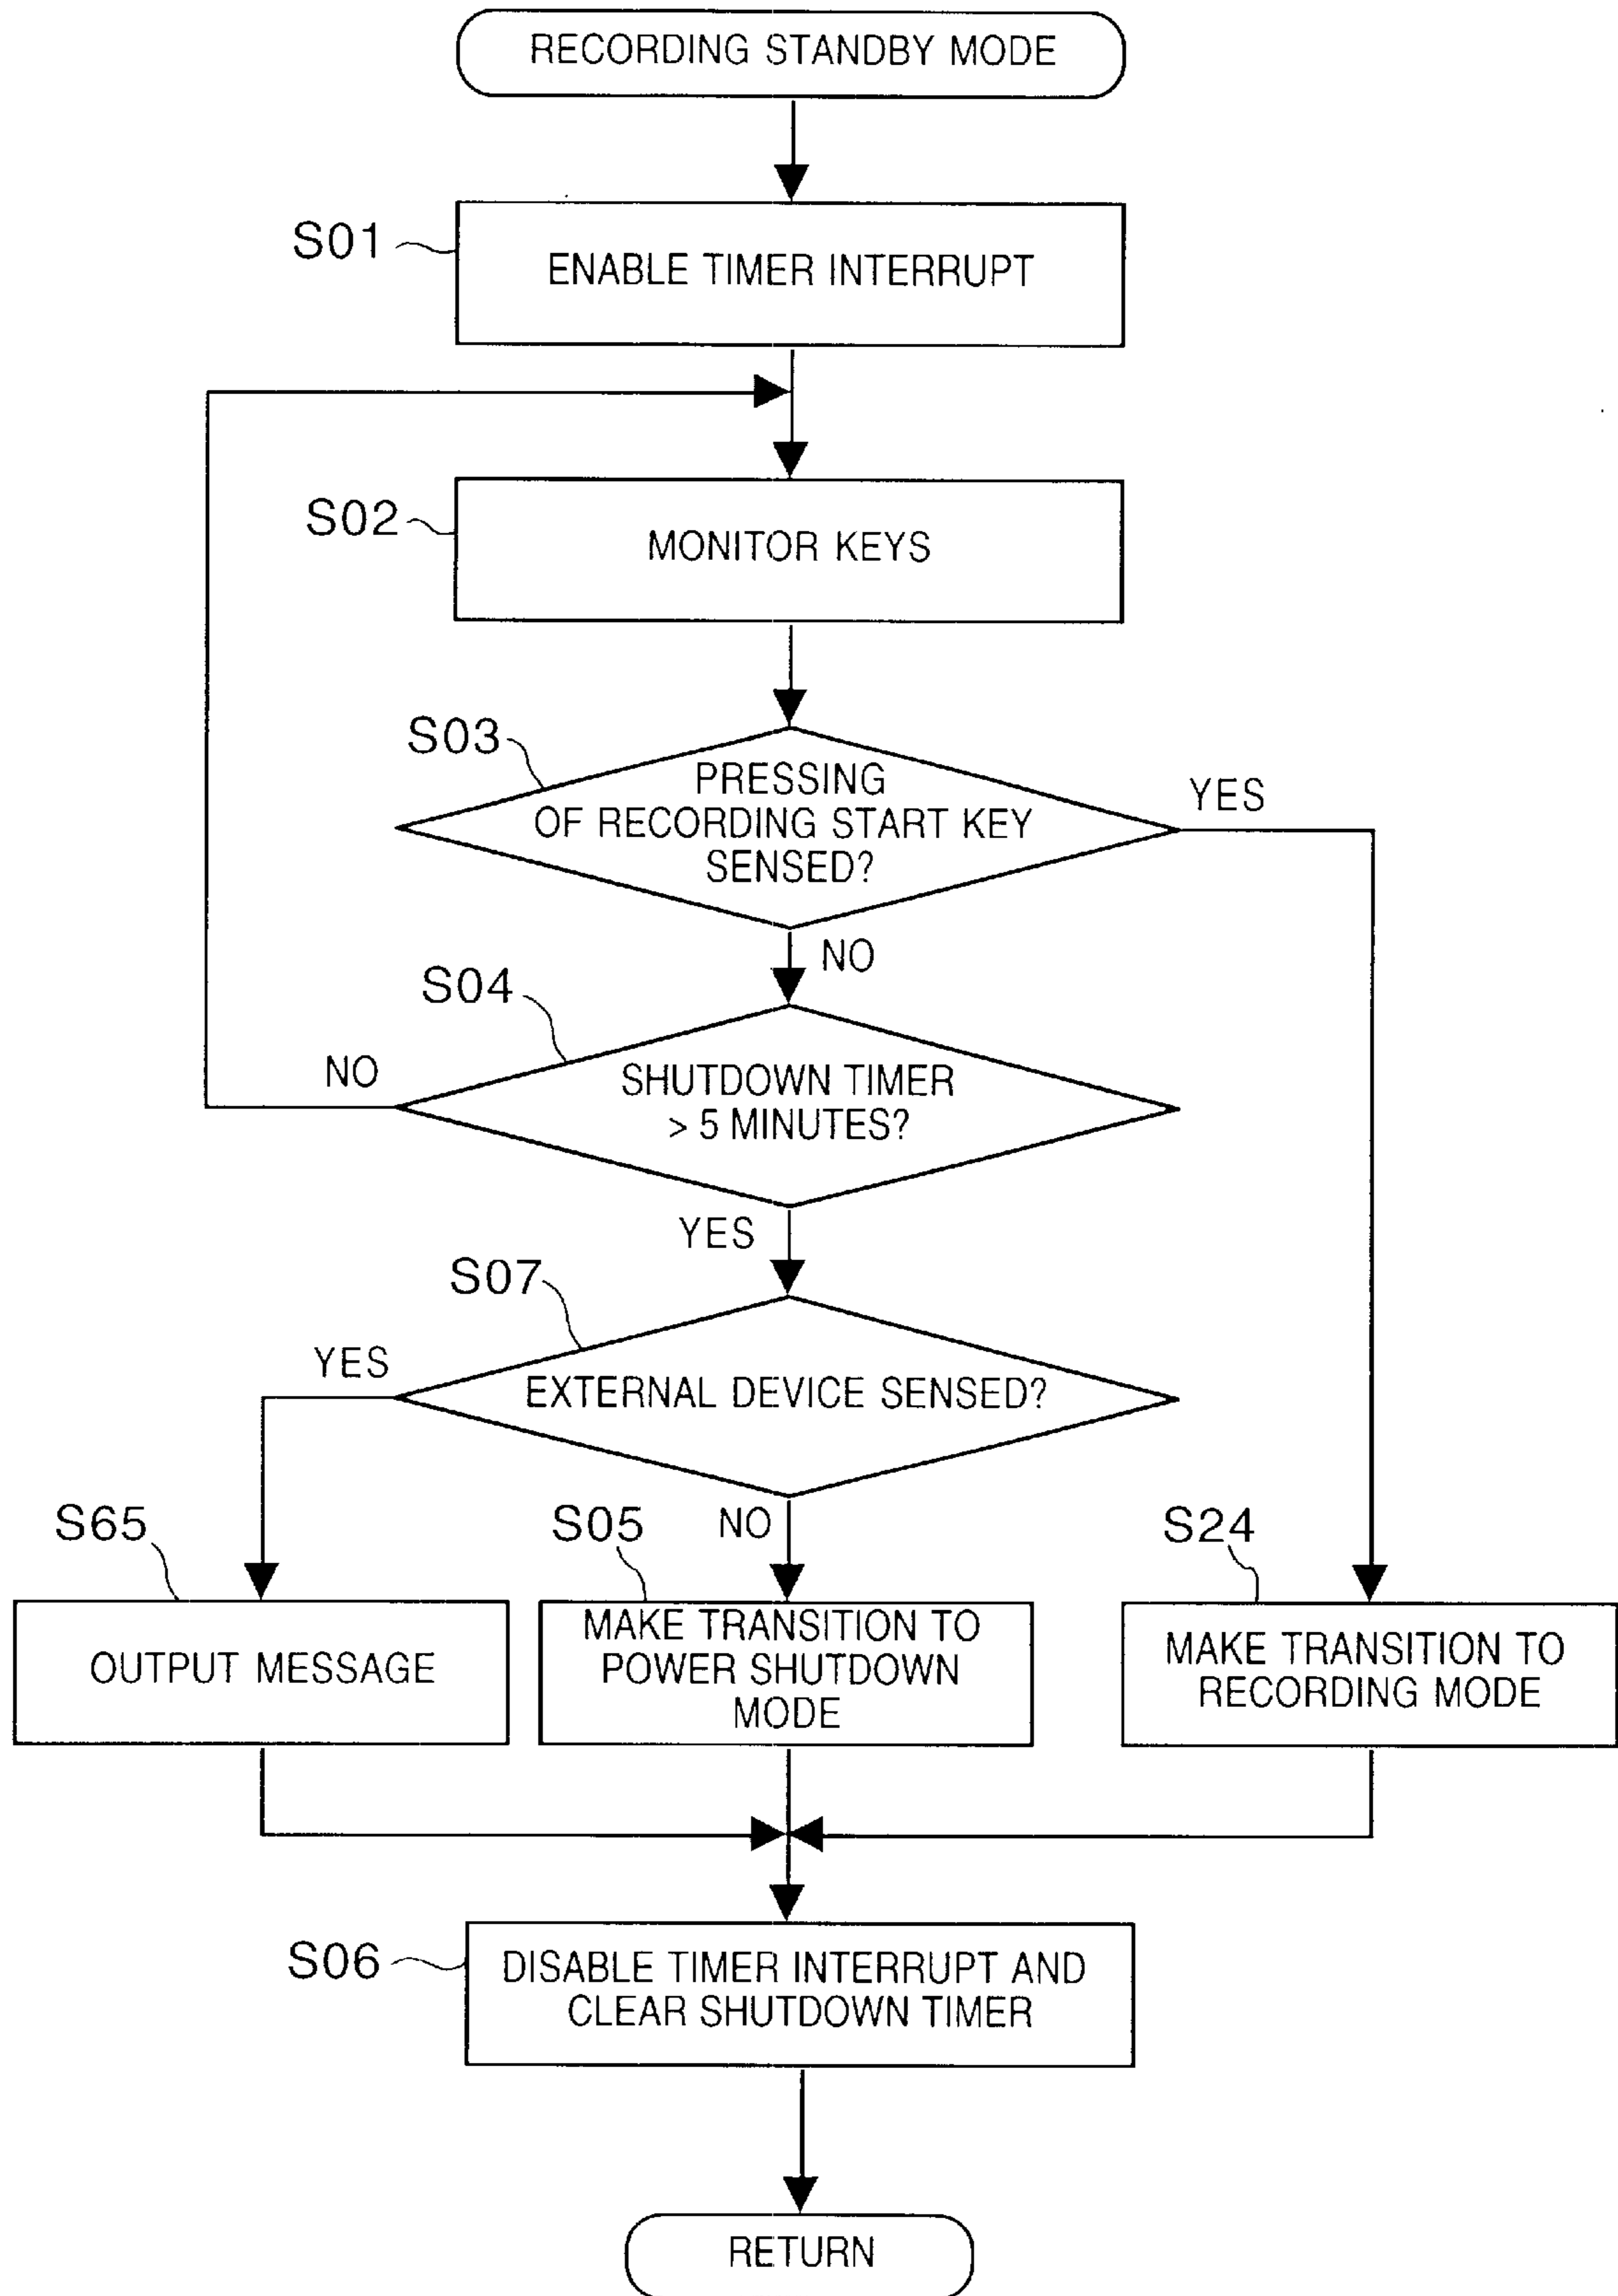 RECORDING STANDBY MODE
S01
ENABLE TIMER INTERRUPT
S02
MONITOR KEYS
S03
PRESSING
OF RECORDING START KEY
SENSED?
YES
NO
S04
SHUTDOWN TIMER
> 5 MINUTES?
NO
YES
S07
EXTERNAL DEVICE SENSED?
YES
NO
S65
OUTPUT MESSAGE
S05
MAKE TRANSITION TO
POWER SHUTDOWN
MODE
S24
MAKE TRANSITION TO
RECORDING MODE
S06
DISABLE TIMER INTERRUPT AND
CLEAR SHUTDOWN TIMER
RETURN